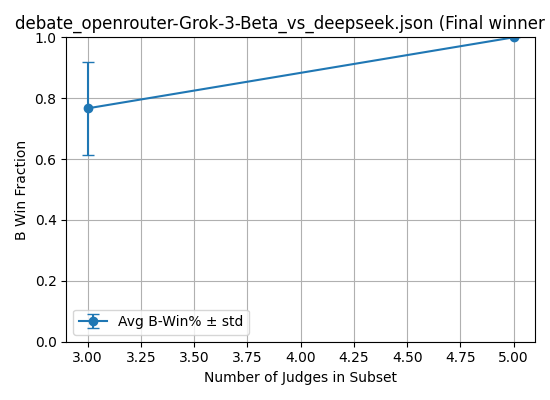 debate_openrouter-Grok-3-Beta_vs_deepseek.json (Final winner
1.0
0.8
0.6
0.4
0.2
0.0
B Win Fraction
Avg B-Win% ± std
3.00 3.25 3.50 3.75 4.00 4.25 4.50 4.75 5.00
Number of Judges in Subset